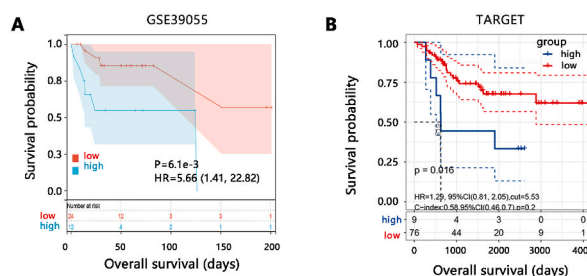 A
GSE39055
Survival probability
1.0
0.8
0.5
0.3
0.0
low
high
P=6.1e-3
HR=5.66 (1.41, 22.82)
Number at risk
low 24 12 3 3 1
high 12 4 2 1 1
0 50 100 150 200
Overall survival (days)
B
TARGET
group
high
low
Survival probability
1.00
0.75
0.50
0.25
0.00
p = 0.016
HR=1.29, 95%CI(0.81, 2.05),cut=5.53
C-index:0.58,95%CI(0.46,0.7),p=0.2
high 9 4 3 0 0
low 76 44 20 9 1
0 1000 2000 3000 400
Overall survival (days)